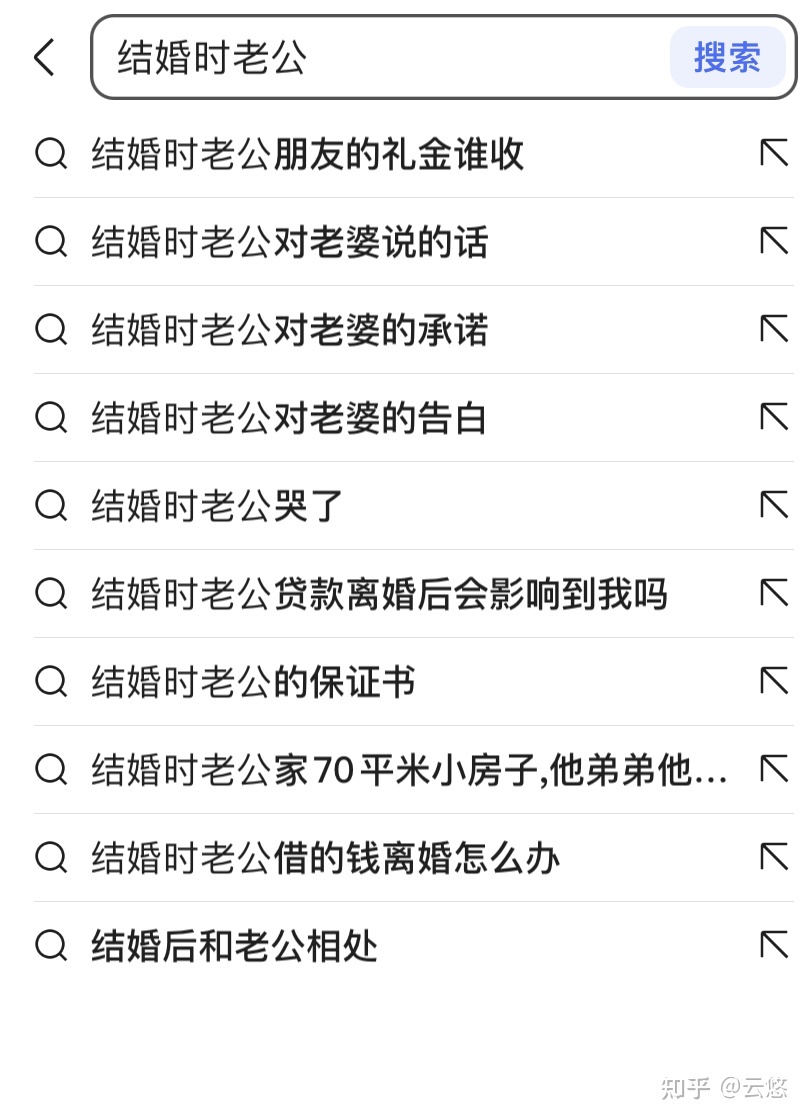 结婚时老公 搜索
结婚时老公朋友的礼金谁收
结婚时老公对老婆说的话
结婚时老公对老婆的承诺
结婚时老公对老婆的告白
结婚时老公哭了
结婚时老公贷款离婚后会影响到我吗
结婚时老公的保证书
结婚时老公家70平米小房子,他弟弟他...
结婚时老公借的钱离婚怎么办
结婚后和老公相处
知乎 @云悠